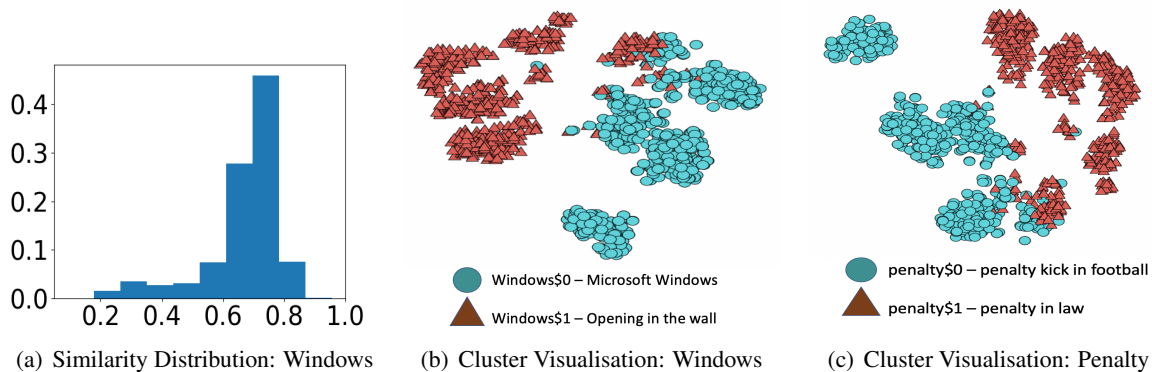 0.4
0.3
0.2
0.1
0.0
0.2 0.4 0.6 0.8 1.0
Windows$0 – Microsoft Windows
Windows$1 – Opening in the wall
penalty$0 – penalty kick in football
penalty$1 – penalty in law
(a) Similarity Distribution: Windows
(b) Cluster Visualisation: Windows
(c) Cluster Visualisation: Penalty